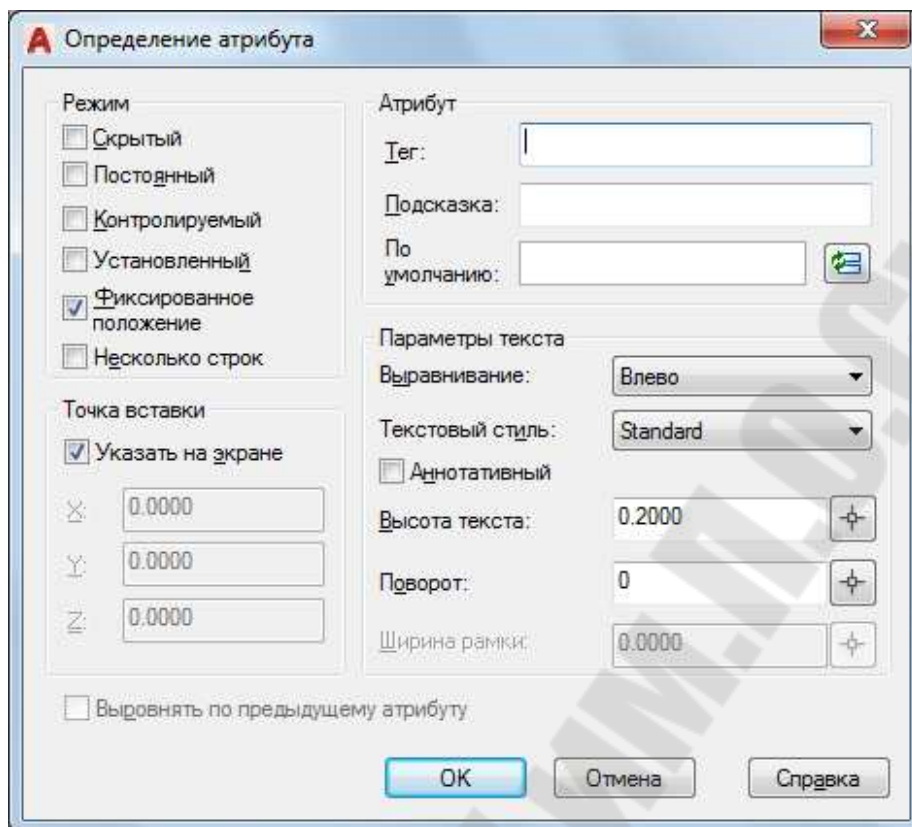 Определение атрибута
Режим
Скрытый
Постоянный
Контролируемый
Установленный
Фиксированное
положение
Несколько строк
Точка вставки
Указать на экране
X: 0.0000
Y: 0.0000
Z: 0.0000
Атрибут
Тег:
Подсказка:
По
умолчанию:
Параметры текста
Выравнивание: Влево
Текстовый стиль: Standard
Аннотативный
Высота текста: 0.2000
Поворот: 0
Ширина рамки: 0.0000
Выровнять по предыдущему атрибуту
OK Отмена Справка